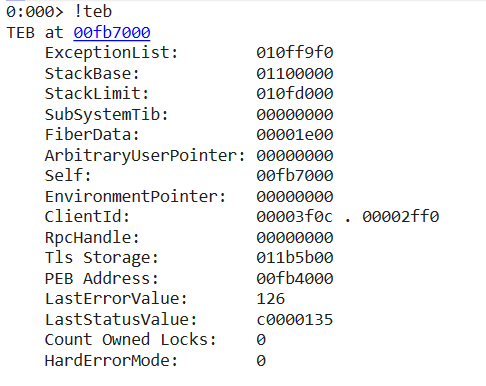 0:000> !teb
TEB at 00fb7000
ExceptionList: 010ff9f0
StackBase: 01100000
StackLimit: 010fd000
SubSystemTib: 00000000
FiberData: 00001e00
ArbitraryUserPointer: 00000000
Self: 00fb7000
EnvironmentPointer: 00000000
ClientId: 00003f0c . 00002ff0
RpcHandle: 00000000
Tls Storage: 011b5b00
PEB Address: 00fb4000
LastErrorValue: 126
LastStatusValue: c0000135
Count Owned Locks: 0
HardErrorMode: 0